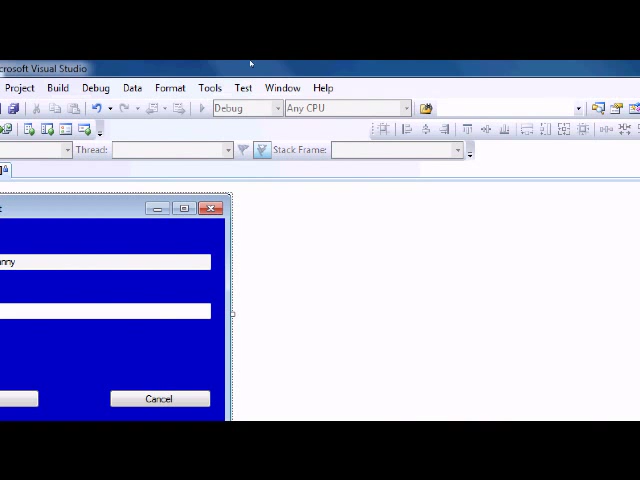 crosoft Visual Studio
Project Build Debug Data Format Tools Test Window Help
Debug Any CPU
Thread: Stack Frame:
nny
Cancel